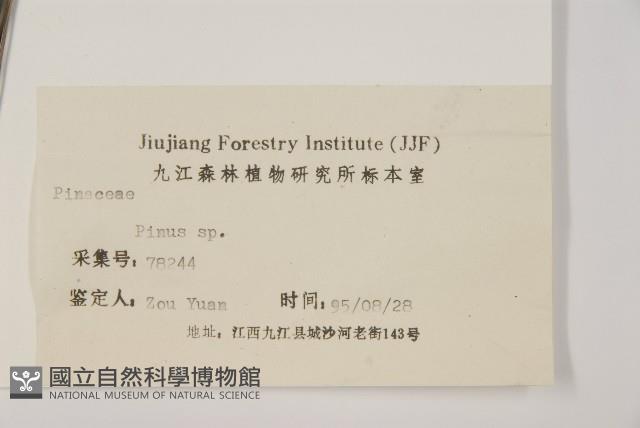 Jiujiang Forestry Institute (JJF)
九江森林植物研究所标本室
Pinaceae
Pinus sp.
采集号: 78244
鉴定人: Zou Yuan 时间: 95/08/28
地址: 江西九江县城沙河老街143号
國立自然科學博物館
NATIONAL MUSEUM OF NATURAL SCIENCE